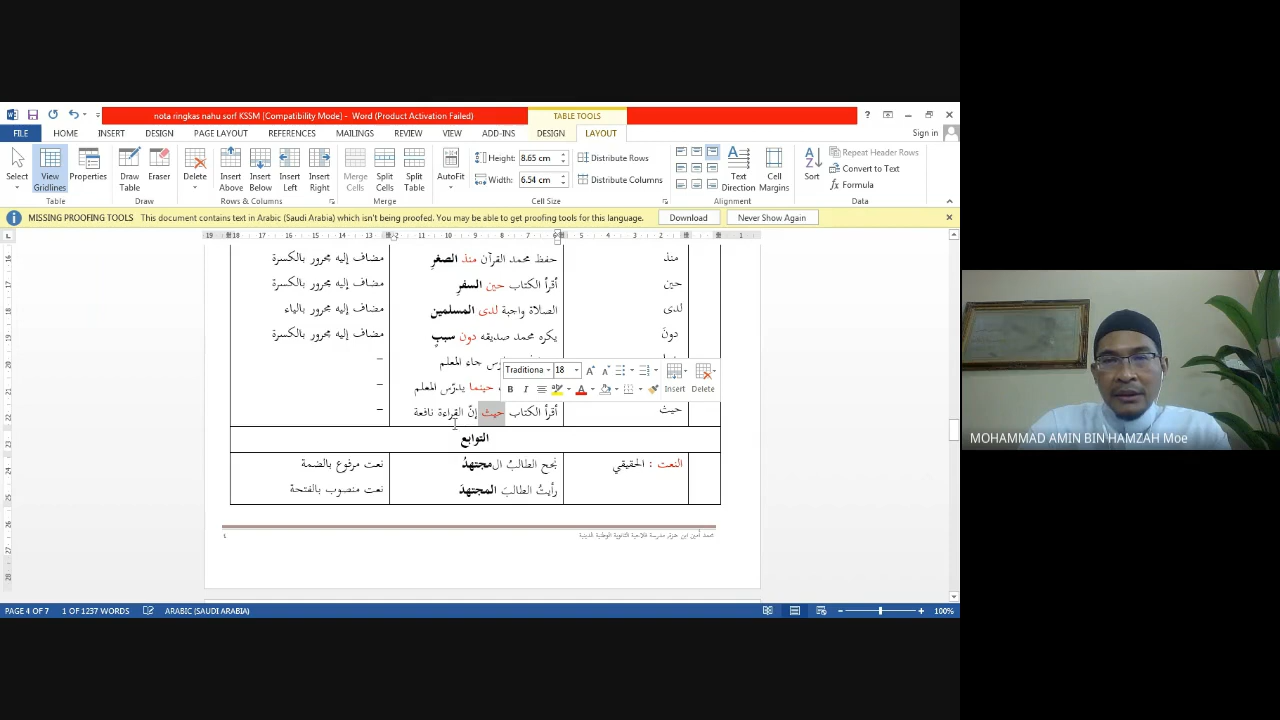 nota ringkas nahu sorf KSSM [Compatibility Mode] - Word (Product Activation Failed)
TABLE TOOLS
FILE HOME INSERT DESIGN PAGE LAYOUT REFERENCES MAILINGS REVIEW VIEW ADD-INS DESIGN LAYOUT Sign in
Select View Gridlines Properties Draw Table Eraser Delete Insert Above Insert Below Insert Left Insert Right Merge Cells Split Cells Split Table AutoFit
Height: 8.65 cm Distribute Rows
Width: 6.54 cm Distribute Columns
Text Direction Cell Margins Sort
Repeat Header Rows
Convert to Text
Formula
Table Draw Rows & Columns Merge Cell Size Alignment Data
MISSING PROOFING TOOLS This document contains text in Arabic (Saudi Arabia) which isn't being proofed. You may be able to get proofing tools for this language. Download Never Show Again
منذ حفظ محمد القرآن منذ الصغرِ مضاف إليه مجرور بالكسرة
حين أقرأ الكتاب حين السفرِ مضاف إليه مجرور بالكسرة
لدى الصلاة واجبة لدى المسلمين مضاف إليه مجرور بالياء
دونَ يكره محمد صديقه دون سببٍ مضاف إليه مجرور بالكسرة
جاء المعلم –
حينما يدرّس المعلم –
حيث أقرأ الكتاب حيث إنّ القراءة نافعة –
Traditiona 18
B I A Insert Delete
التوابع
النعت : الحقيقي نجح الطالبُ المجتهدُ نعت مرفوع بالضمة
رأيتُ الطالبَ المجتهدَ نعت منصوب بالفتحة
PAGE 4 OF 7 1 OF 1237 WORDS ARABIC (SAUDI ARABIA) 100%
MOHAMMAD AMIN BIN HAMZAH Moe